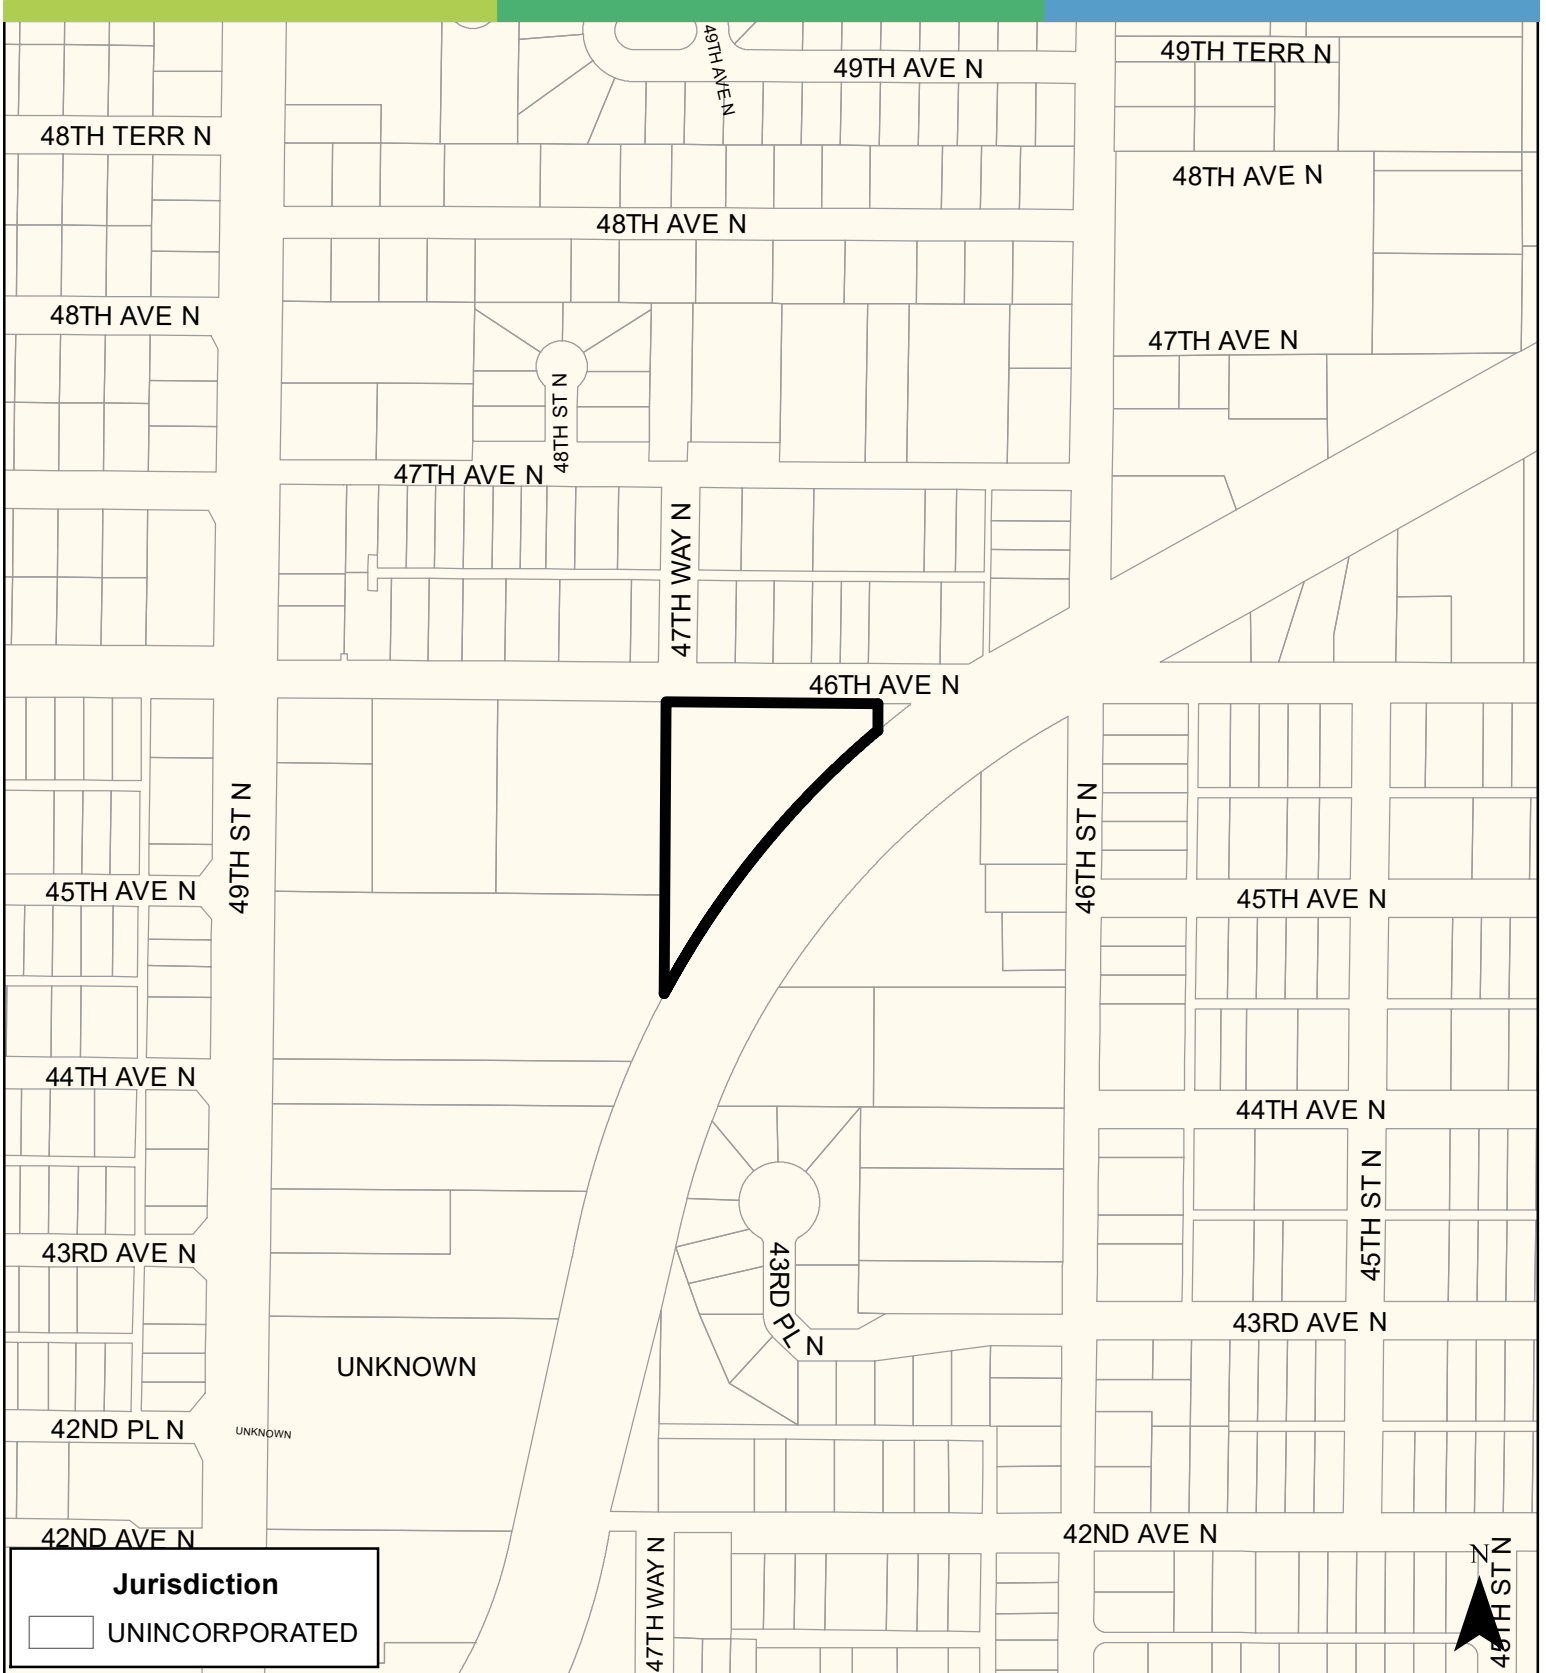 49TH AVE N
49TH TERR N
49TH AVE N
48TH TERR N
48TH AVE N
48TH AVE N
48TH AVE N
47TH AVE N
48TH ST N
47TH AVE N
47TH WAY N
46TH AVE N
49TH ST N
46TH ST N
45TH AVE N
45TH AVE N
44TH AVE N
44TH AVE N
45TH ST N
43RD AVE N
43RD PL N
43RD AVE N
UNKNOWN
42ND PL N
UNKNOWN
42ND AVE N
42ND AVE N
47TH WAY N
N
45TH ST N
Jurisdiction
UNINCORPORATED